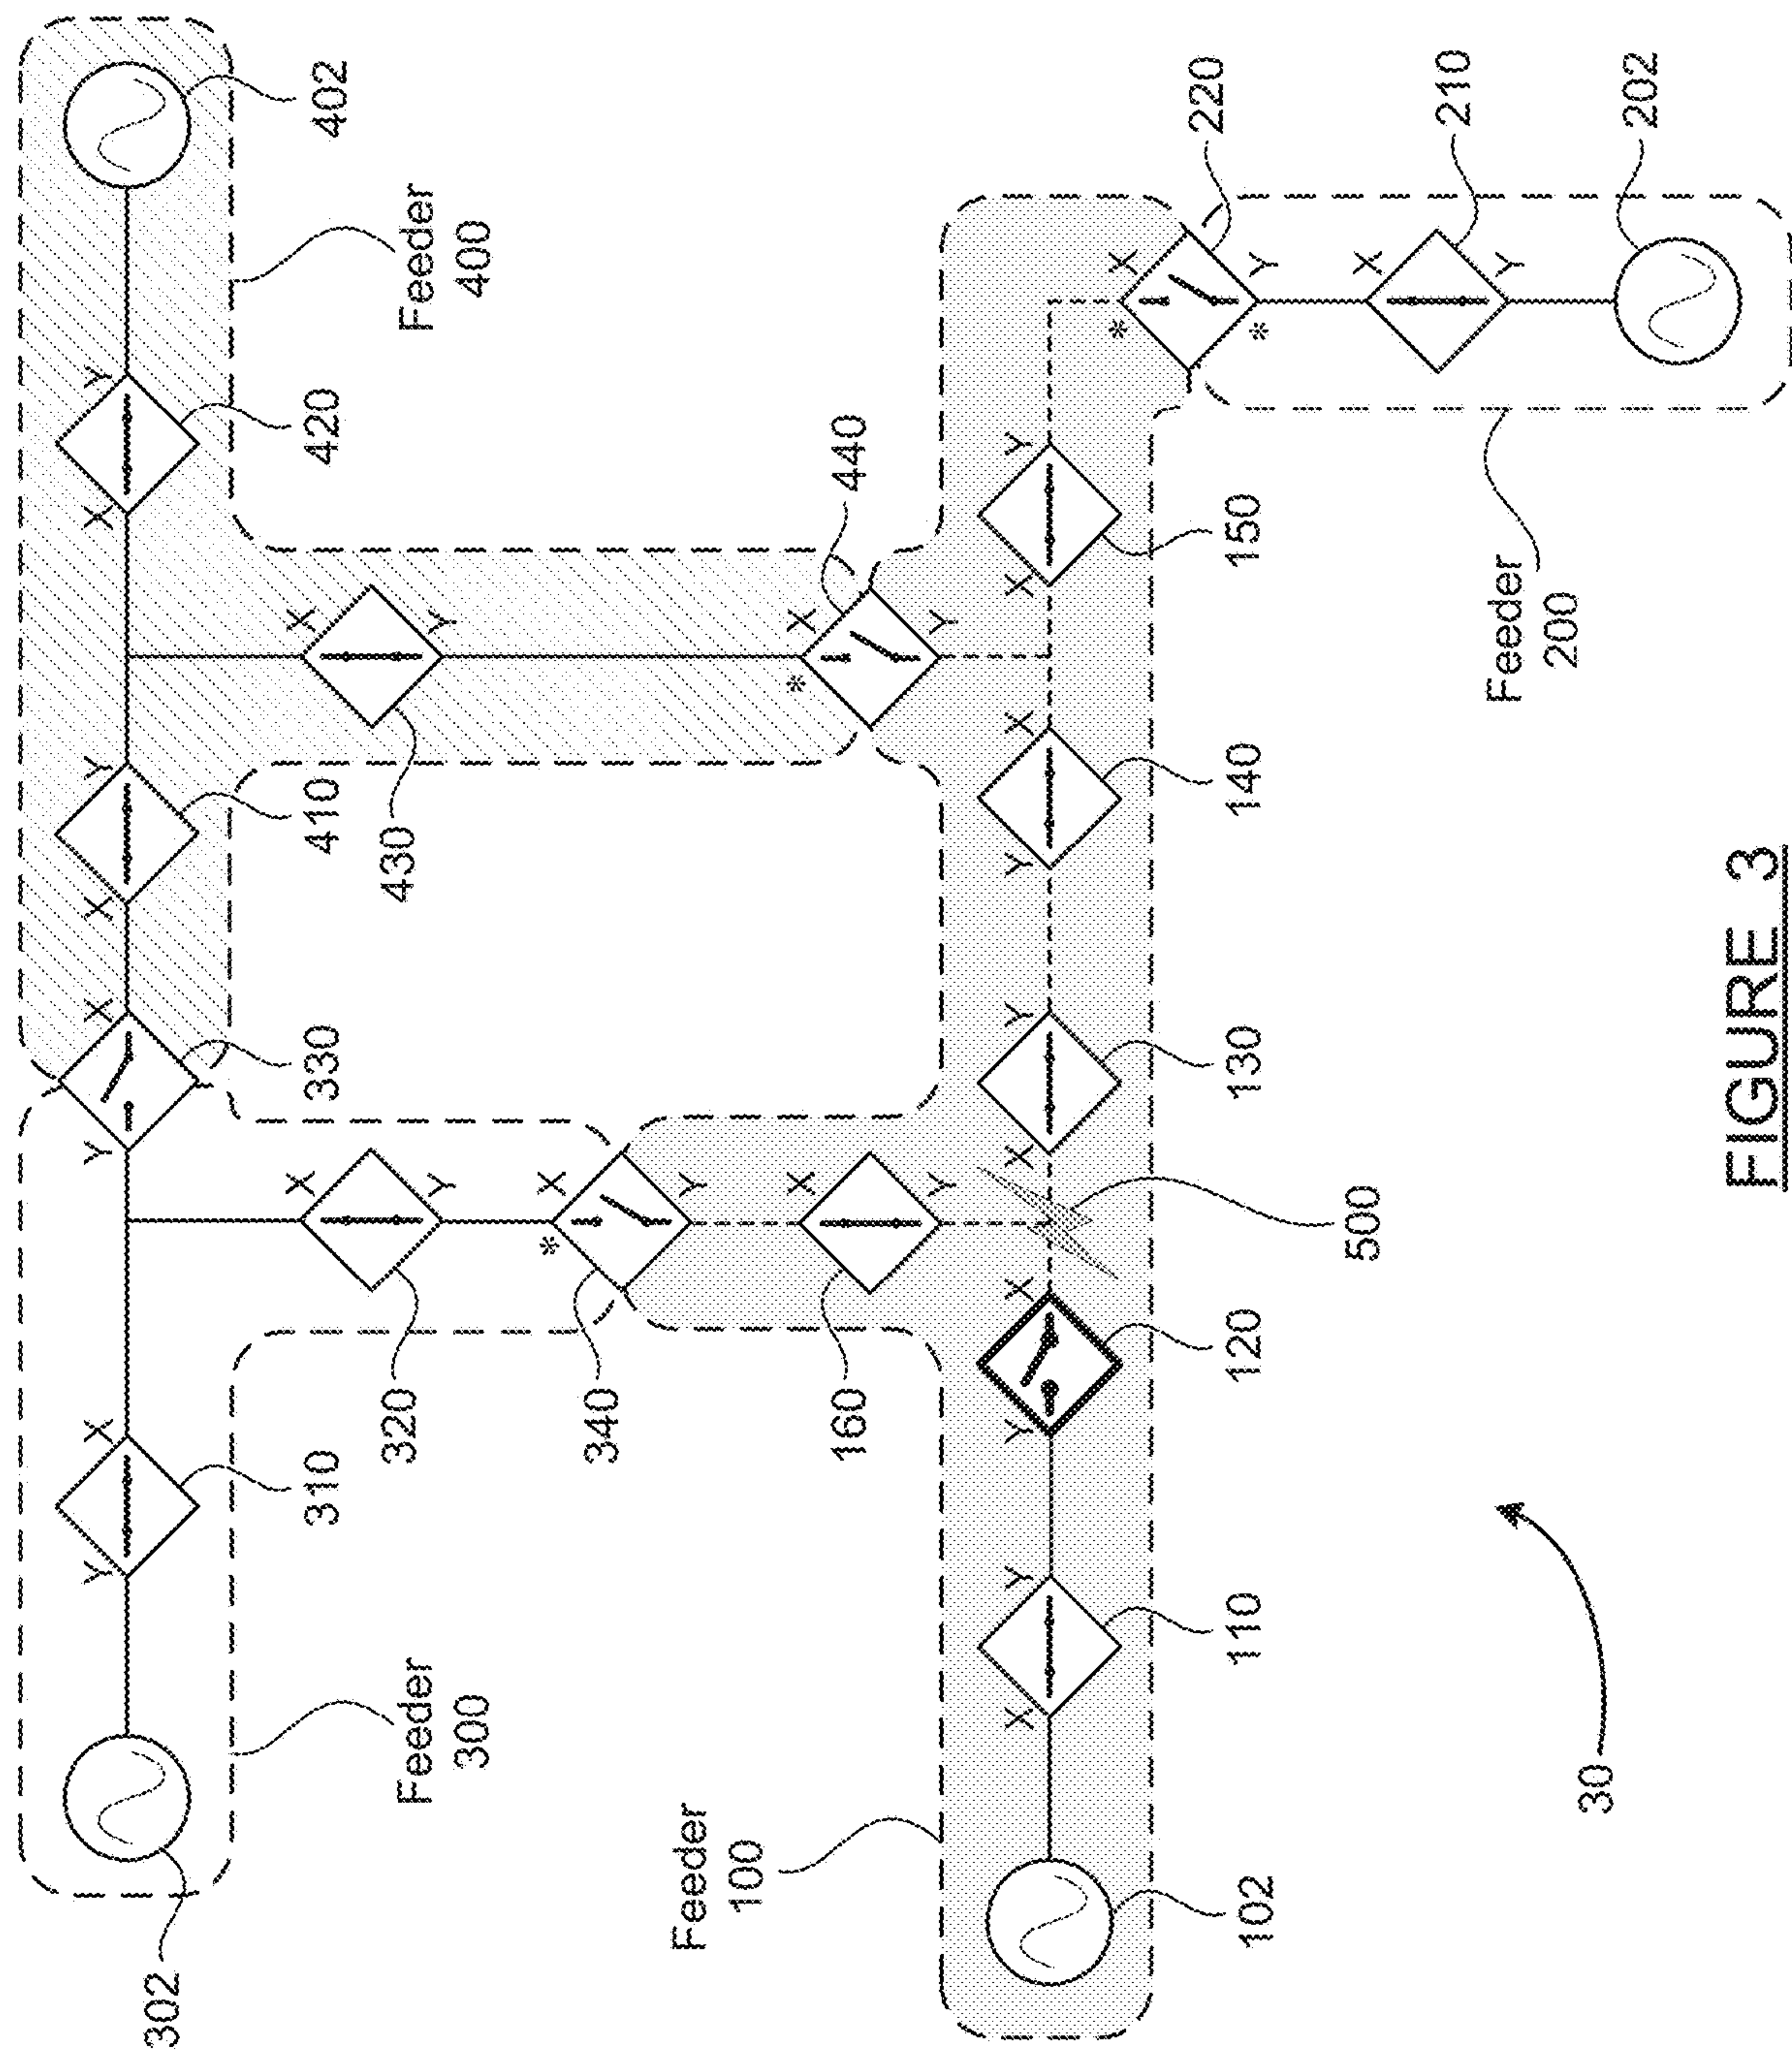 Y X Y X X Y X Y
302
X X
310 330 410 420 402
320 430
Feeder
300
Feeder
400
Y Y
* X
340
Feeder
100
Y
X * X
160 440
Y Y
X Y Y X X Y Y X X Y
* X
220
102 110 120 130 140 150
* Y
500
X
210
Y
Feeder
200
30
202
FIGURE 3